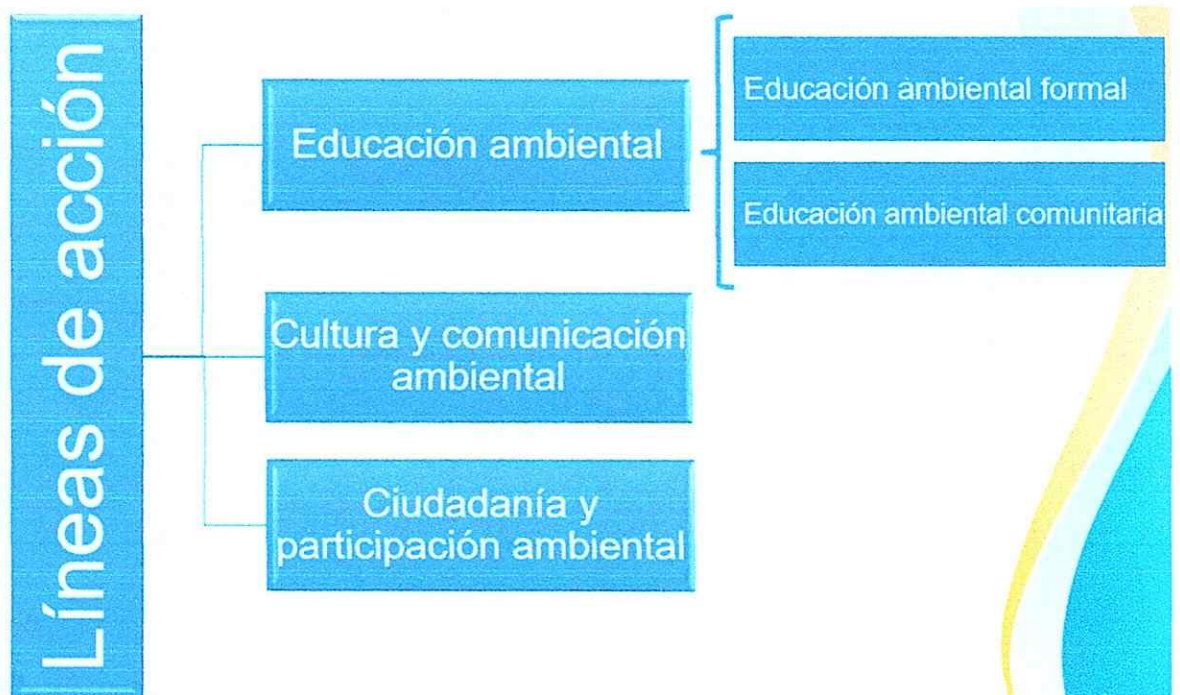 Líneas de acción
Educación ambiental
Educación ambiental formal
Educación ambiental comunitaria
Cultura y comunicación
ambiental
Ciudadanía y
participación ambiental